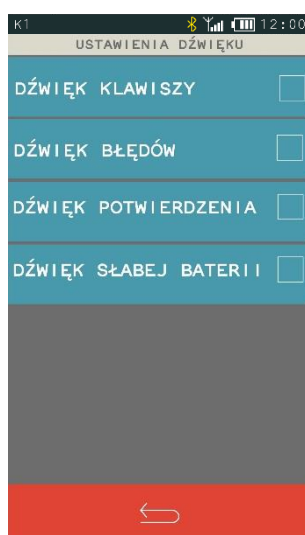 K1 12:00
USTAWIENIA DŹWIĘKU
DŹWIĘK KLAWISZY
DŹWIĘK BŁĘDÓW
DŹWIĘK POTWIERDZENIA
DŹWIĘK SŁABEJ BATERII